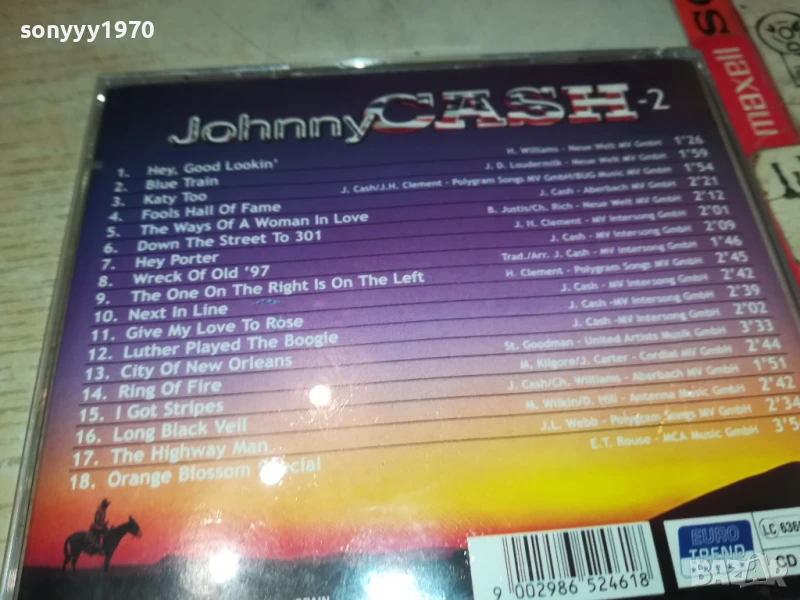 sonyyy1970
maxell
Johnny CASH -2
1. Hey, Good Lookin' H. Williams - Neue Welt MV GmbH 1'26
2. Blue Train J. D. Loudermilk - Neue Welt MV GmbH 1'59
3. Katy Too J. Cash/J.H. Clement - Polygram Songs MV GmbH/BUG Music MV GmbH 1'54
4. Fools Hall Of Fame J. Cash - Aberbach MV GmbH 2'21
5. The Ways Of A Woman In Love B. Justis/Ch. Rich - Neue Welt MV GmbH 2'12
6. Down The Street To 301 J. H. Clement - MV Intersong GmbH 2'01
7. Hey Porter J. Cash - MV Intersong GmbH 2'09
8. Wreck Of Old '97 Trad./Arr. J. Cash - MV Intersong GmbH 1'46
9. The One On The Right Is On The Left H. Clement - Polygram Songs MV GmbH 2'45
10. Next In Line J. Cash - MV Intersong GmbH 2'42
11. Give My Love To Rose J. Cash -MV Intersong GmbH 2'39
12. Luther Played The Boogie J. Cash -MV Intersong GmbH 2'02
13. City Of New Orleans St. Goodman - United Artists Musik GmbH 3'33
14. Ring Of Fire M. Kilgore/J. Carter - Cordial MV GmbH 2'44
15. I Got Stripes J. Cash/Ch. Williams - Aberbach MV GmbH 1'51
16. Long Black Veil M. Wilkin/D. Hill - Antenna Music GmbH 2'42
17. The Highway Man J.L. Webb - Polygram Songs MV GmbH 2'34
18. Orange Blossom Special E.T. Rouse - MCA Music GmbH 3'5
EURO TREND
LC 636
CD
9 002986 524618
BAZAR